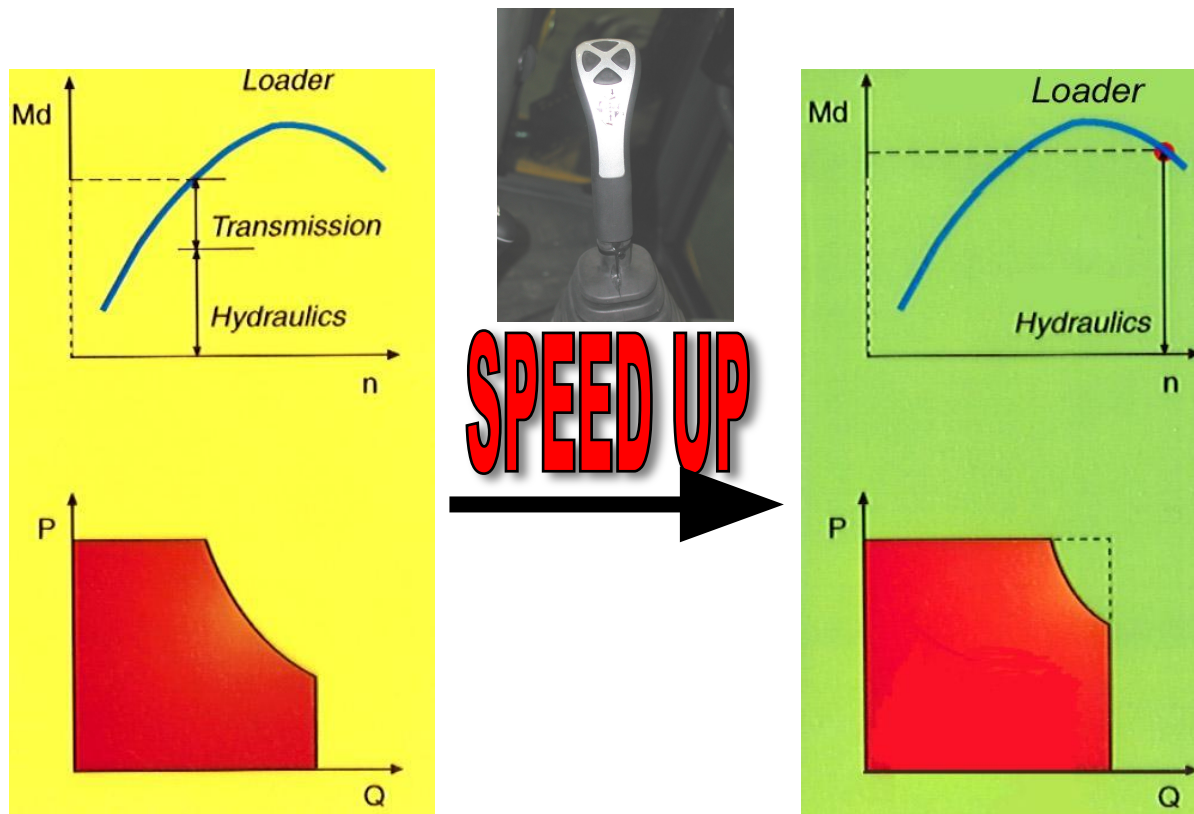 Loader
Md
Transmission
Hydraulics
n
P
Q
SPEED UP
Loader
Md
Hydraulics
n
P
Q